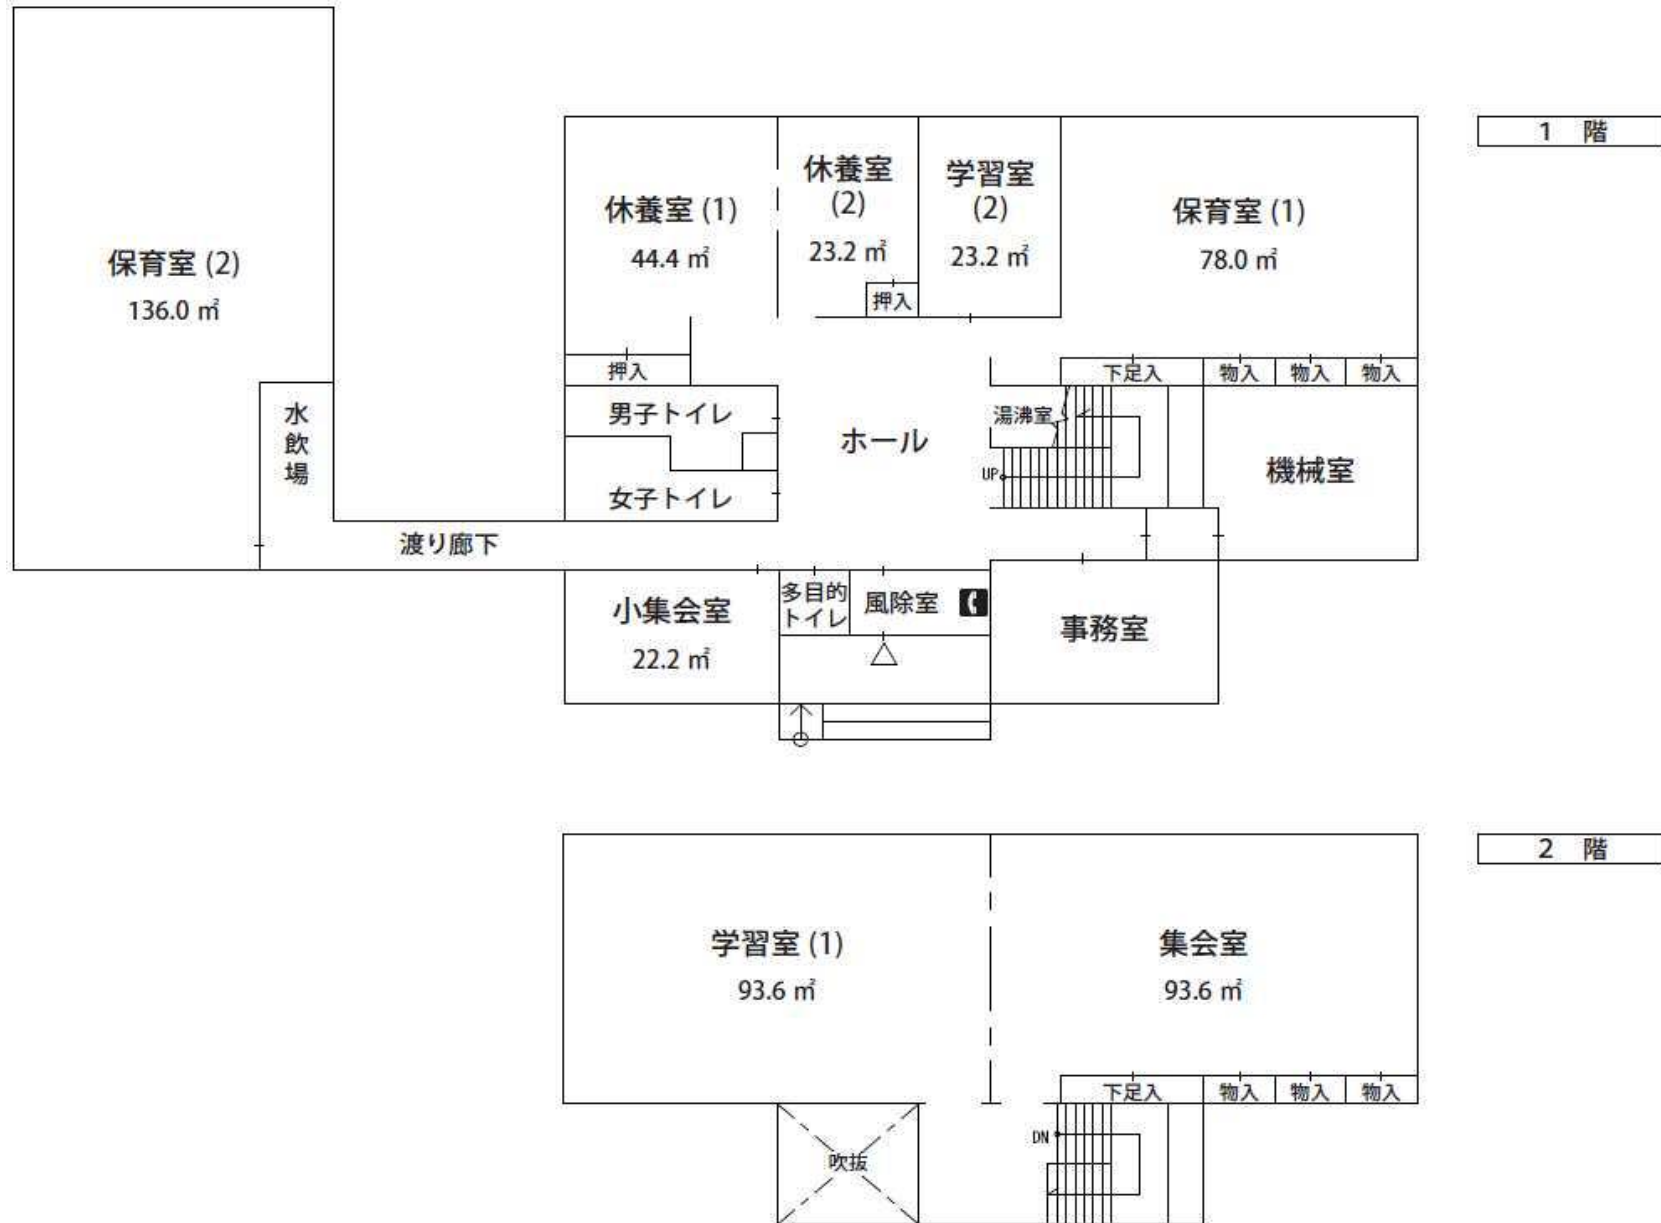 1 階
保育室 (2)
136.0 ㎡
水
飲
場
渡り廊下
休養室 (1)
44.4 ㎡
押入
休養室
(2)
23.2 ㎡
押入
学習室
(2)
23.2 ㎡
保育室 (1)
78.0 ㎡
下足入
物入
物入
物入
男子トイレ
女子トイレ
ホール
湯沸室
UP
機械室
小集会室
22.2 ㎡
多目的
トイレ
風除室
事務室
2 階
学習室 (1)
93.6 ㎡
集会室
93.6 ㎡
下足入
物入
物入
物入
吹抜
DN